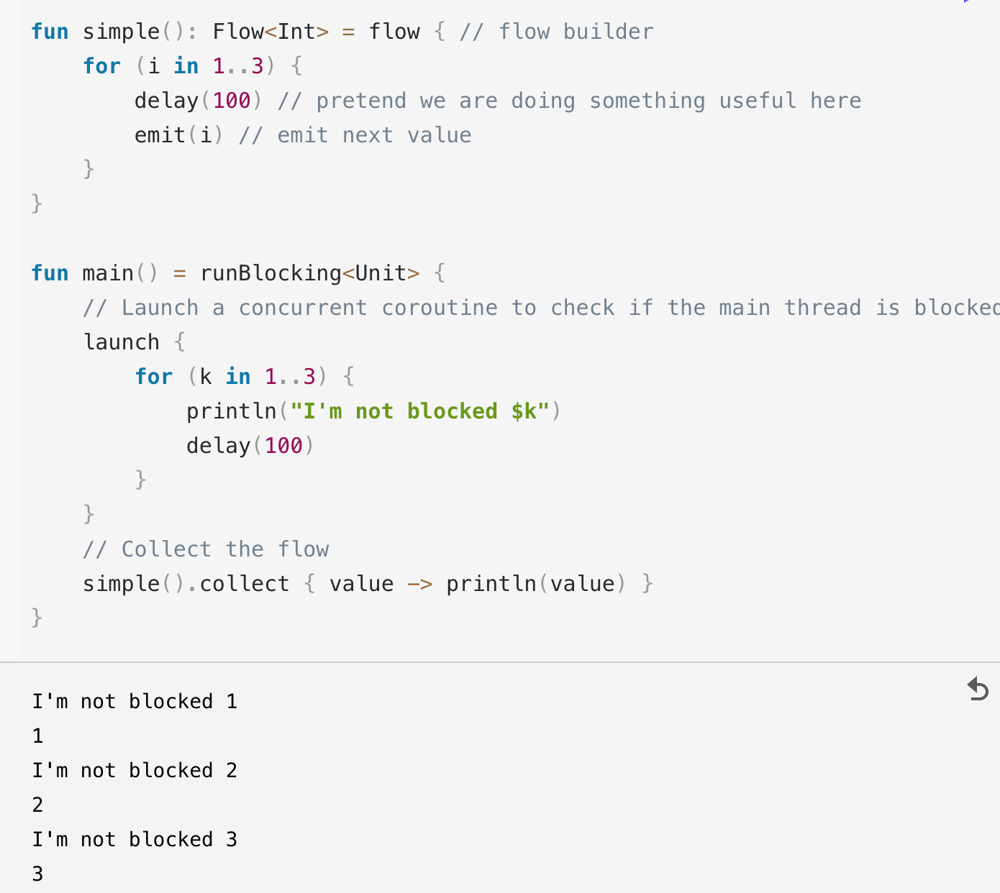 fun simple(): Flow<Int> = flow { // flow builder
    for (i in 1..3) {
        delay(100) // pretend we are doing something useful here
        emit(i) // emit next value
    }
}

fun main() = runBlocking<Unit> {
    // Launch a concurrent coroutine to check if the main thread is blocked
    launch {
        for (k in 1..3) {
            println("I'm not blocked $k")
            delay(100)
        }
    }
    // Collect the flow
    simple().collect { value -> println(value) }
}
I'm not blocked 1
1
I'm not blocked 2
2
I'm not blocked 3
3